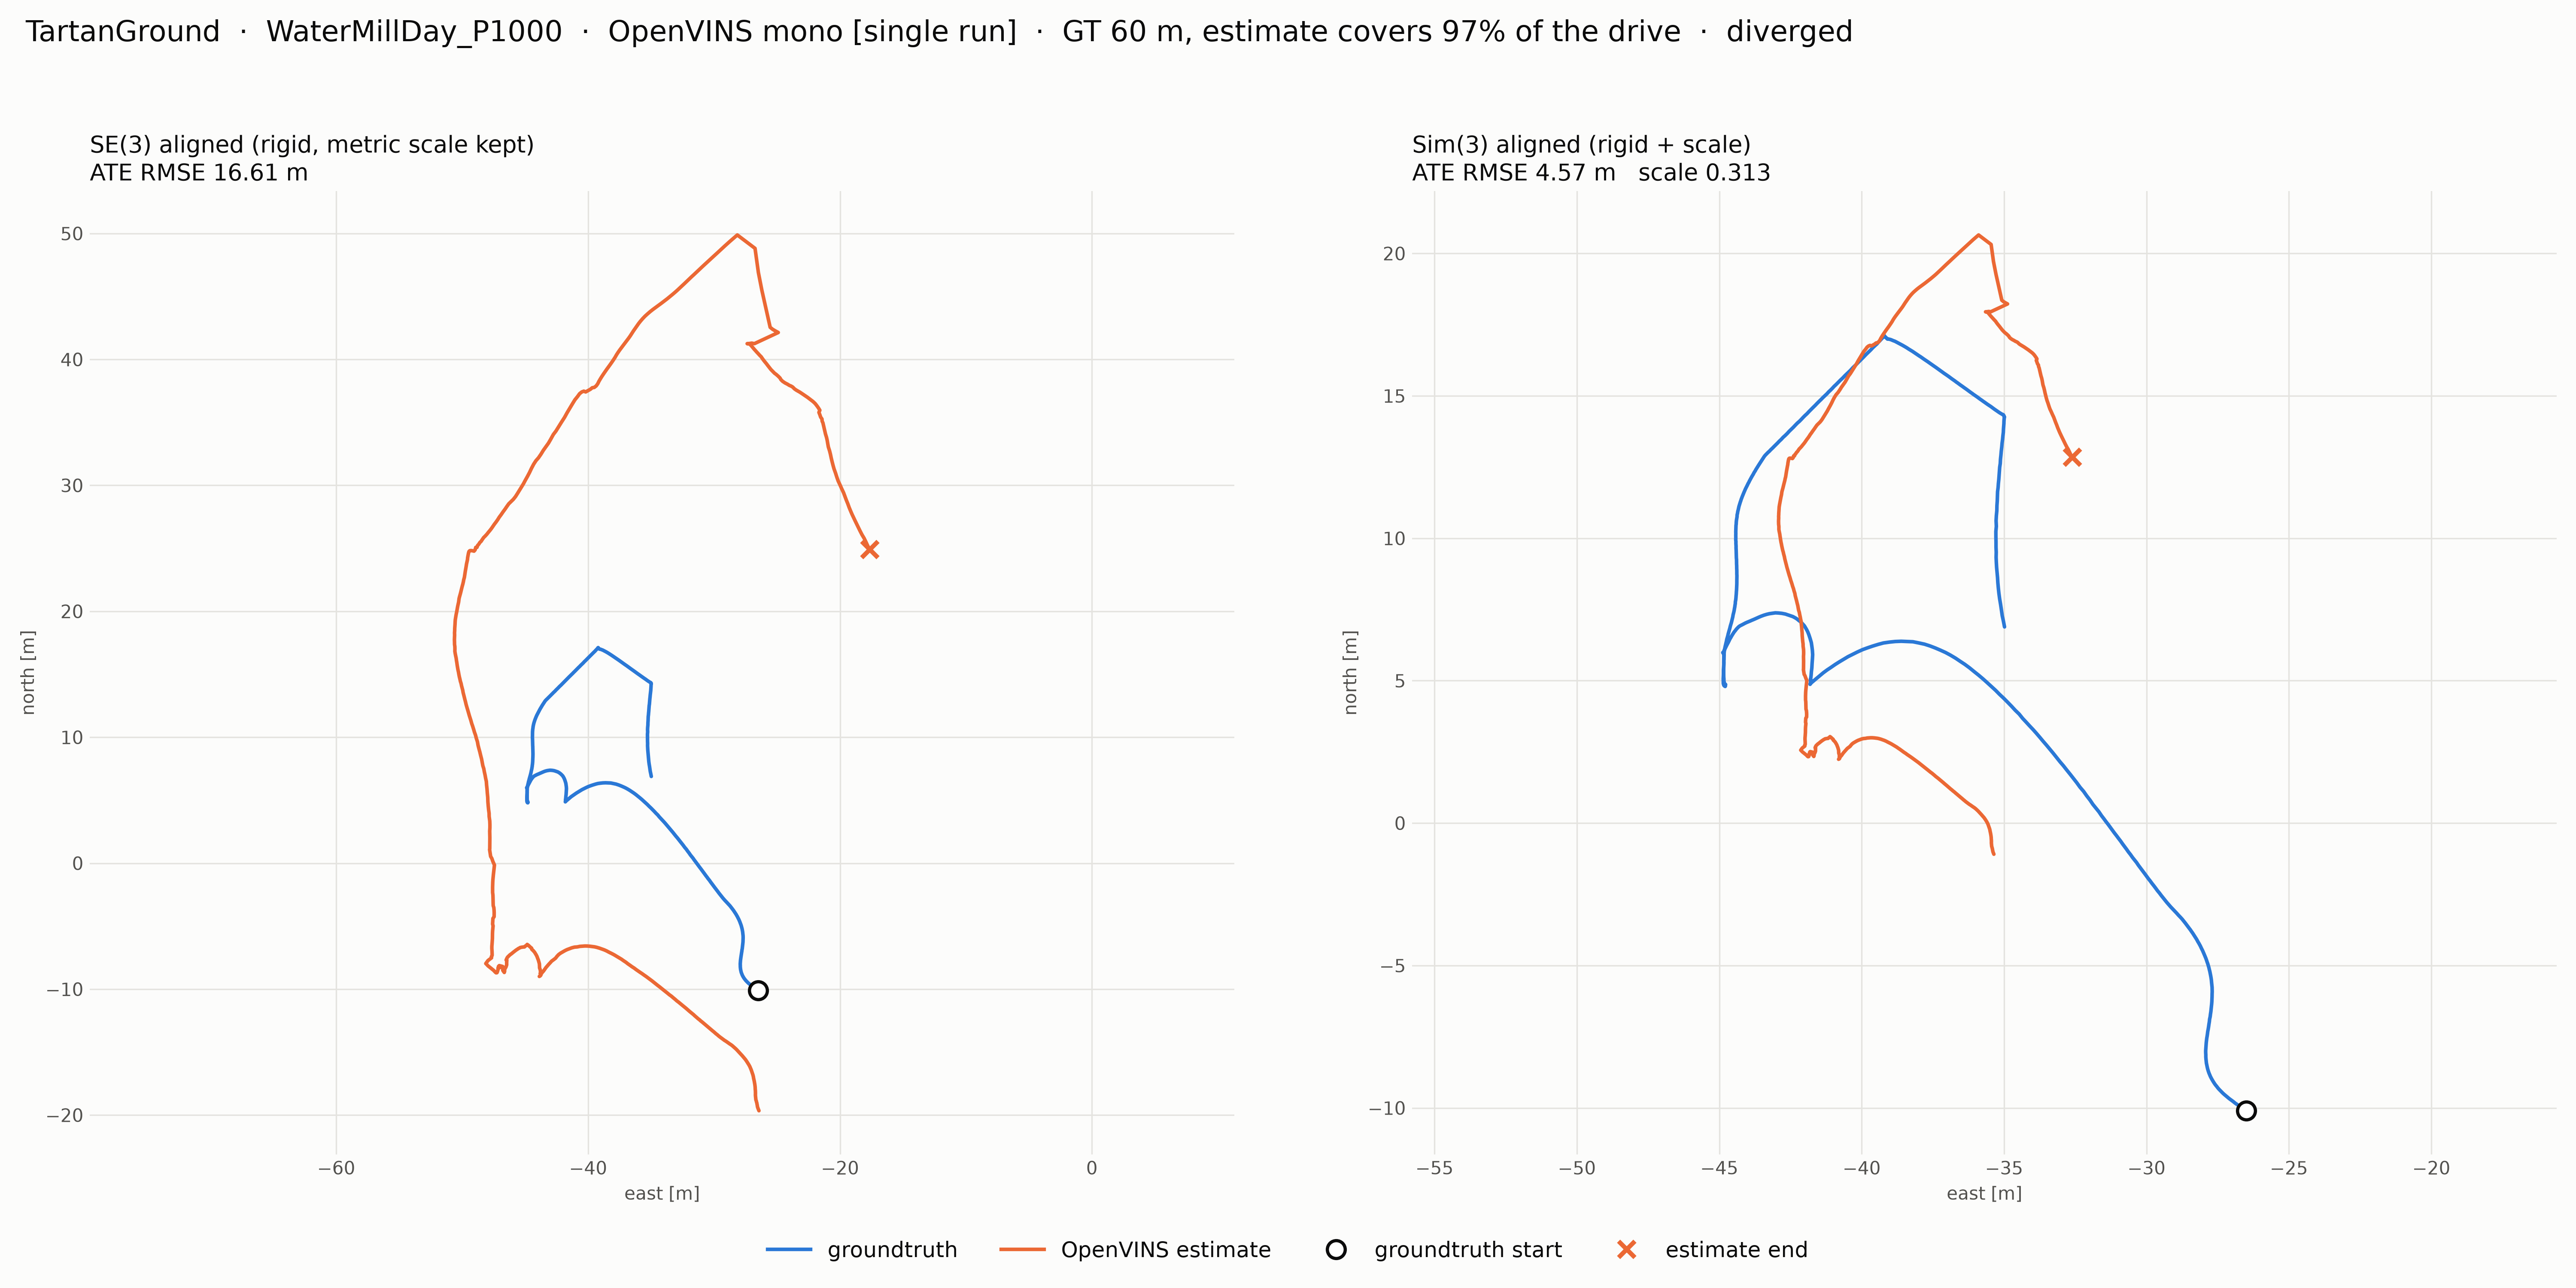 TartanGround · WaterMillDay_P1000 · OpenVINS mono [single run] · GT 60 m, estimate covers 97% of the drive · diverged
SE(3) aligned (rigid, metric scale kept)
ATE RMSE 16.61 m
50
40
30
20
10
0
−10
−20
north [m]
−60
−40
−20
0
east [m]
Sim(3) aligned (rigid + scale)
ATE RMSE 4.57 m   scale 0.313
20
15
10
5
0
−5
−10
north [m]
−55
−50
−45
−40
−35
−30
−25
−20
east [m]
groundtruth
OpenVINS estimate
groundtruth start
estimate end